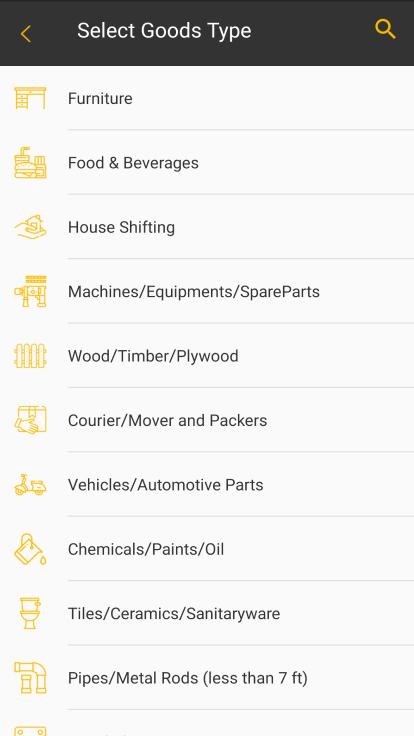 Select Goods Type
Furniture
Food & Beverages
House Shifting
Machines/Equipments/SpareParts
Wood/Timber/Plywood
Courier/Mover and Packers
Vehicles/Automotive Parts
Chemicals/Paints/Oil
Tiles/Ceramics/Sanitaryware
Pipes/Metal Rods (less than 7 ft)